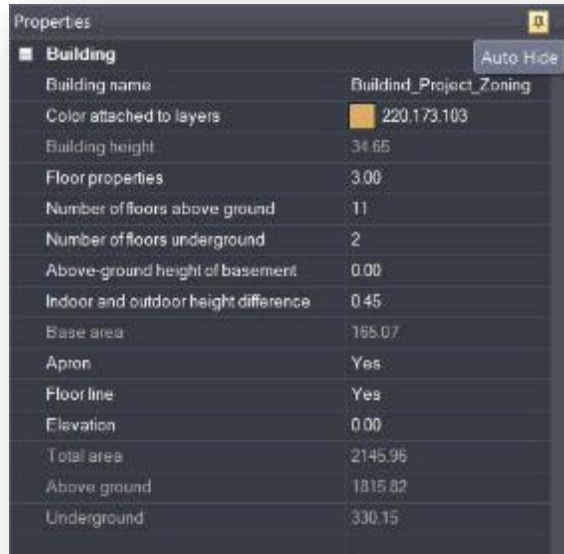 Properties
Auto Hide
Building
Building name Buildind_Project_Zoning
Color attached to layers 220,173,103
Building height 34.65
Floor properties 3.00
Number of floors above ground 11
Number of floors underground 2
Above-ground height of basement 0.00
Indoor and outdoor height difference 0.45
Base area 165.07
Apron Yes
Floor line Yes
Elevation 0.00
Total area 2145.96
Above ground 1815.82
Underground 330.15